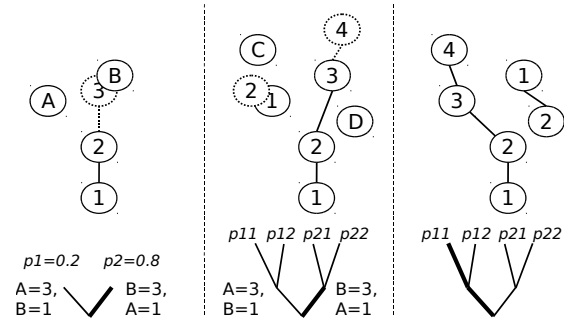 A
B
3
2
1
p1=0.2 p2=0.8
A=3,
B=1
B=3,
A=1
4
C
3
2
1
D
2
1
p11 p12 p21 p22
A=3,
B=1
B=3,
A=1
4
1
3
2
2
1
p11 p12 p21 p22